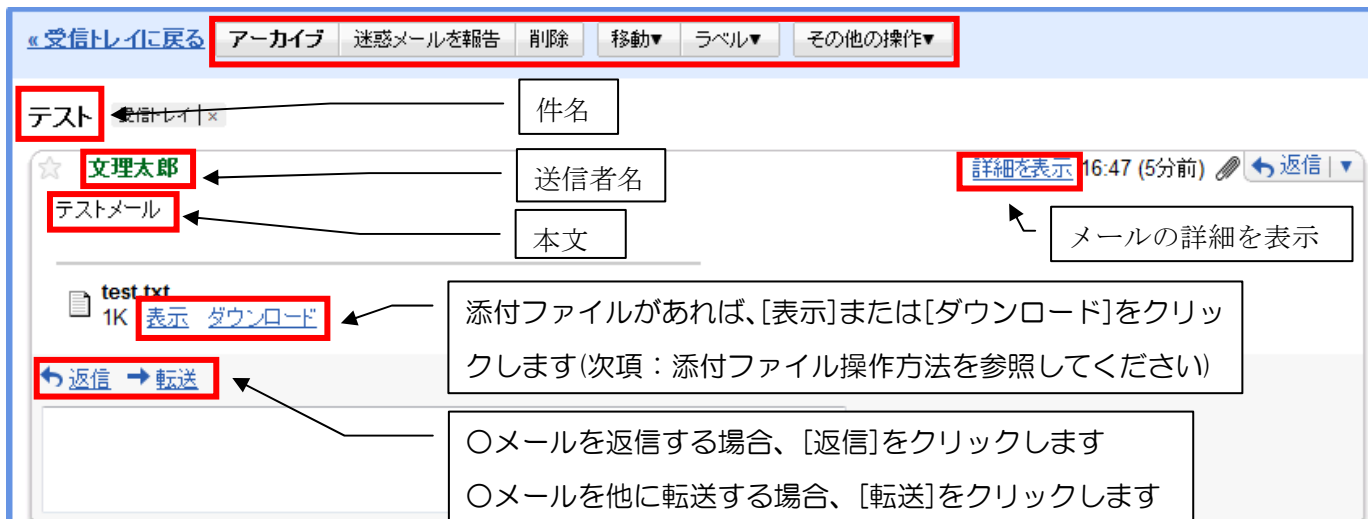 « 受信トレイに戻る アーカイブ 迷惑メールを報告 削除 移動▼ ラベル▼ その他の操作▼
テスト 受信トレイ | × 件名
文理太郎 送信者名 詳細を表示 16:47 (5分前) 返信 | ▼
テストメール 本文 メールの詳細を表示
test.txt
1K 表示 ダウンロード
添付ファイルがあれば、[表示]または[ダウンロード]をクリッ
クします(次項：添付ファイル操作方法を参照してください)
返信 転送
〇メールを返信する場合、[返信]をクリックします
〇メールを他に転送する場合、[転送]をクリックします